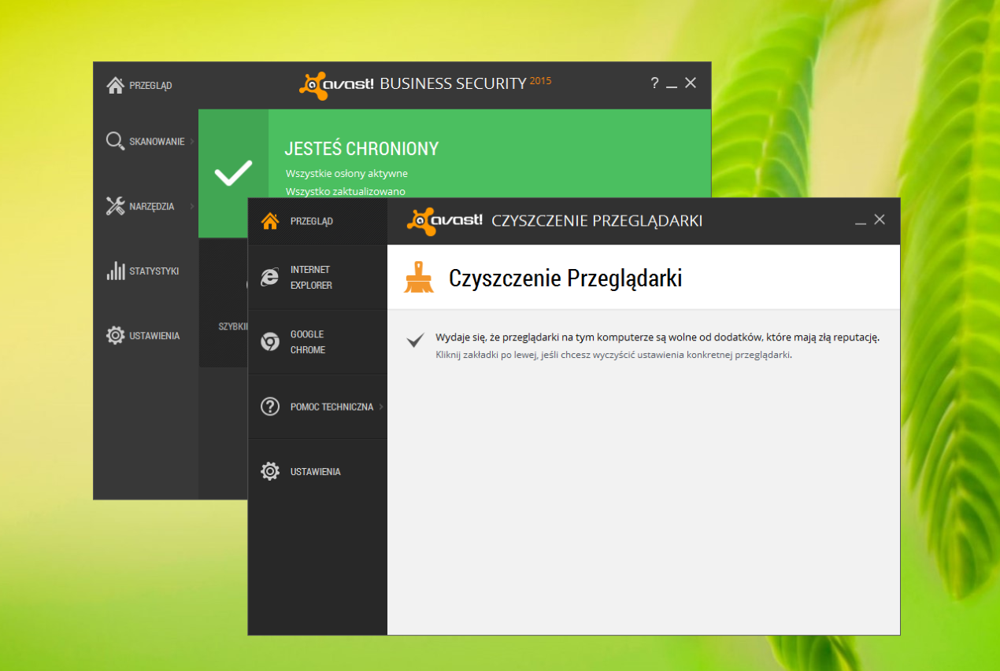 PRZEGLĄD
avast! BUSINESS SECURITY 2015
?
SKANOWANIE
NARZĘDZIA
STATYSTYKI
USTAWIENIA
JESTEŚ CHRONIONY
Wszystkie osłony aktywne
Wszystko zaktualizowano
PRZEGLĄD
INTERNET
EXPLORER
GOOGLE
CHROME
POMOC TECHNICZNA
USTAWIENIA
avast! CZYSZCZENIE PRZEGLĄDARKI
Czyszczenie Przeglądarki
Wydaje się, że przeglądarki na tym komputerze są wolne od dodatków, które mają złą reputację.
Kliknij zakładki po lewej, jeśli chcesz wyczyścić ustawienia konkretnej przeglądarki.